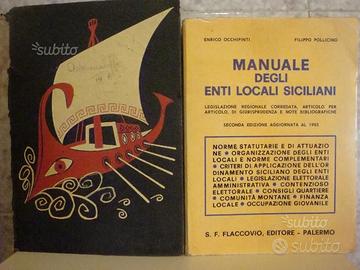 subito
ENRICO OCCHIPINTI FILIPPO POLLICINO
MANUALE
DEGLI
ENTI LOCALI SICILIANI
LEGISLAZIONE REGIONALE CORREDATA, ARTICOLO PER
ARTICOLO, DI GIURISPRUDENZA E NOTE BIBLIOGRAFICHE
SECONDA EDIZIONE AGGIORNATA AL 1985
NORME STATUTARIE E DI ATTUAZIO
NE • ORGANIZZAZIONE DEGLI ENTI
LOCALI E NORME COMPLEMENTARI
• CRITERI DI APPLICAZIONE DELL'OR
DINAMENTO SICILIANO DEGLI ENTI
LOCALI • LEGISLAZIONE ELETTORALE
AMMINISTRATIVA • CONTENZIOSO
ELETTORALE • CONSIGLI QUARTIERE
• COMUNITÀ MONTANE • FINANZA
LOCALE • OCCUPAZIONE GIOVANILE
S. F. FLACCOVIO, EDITORE - PALERMO
subito